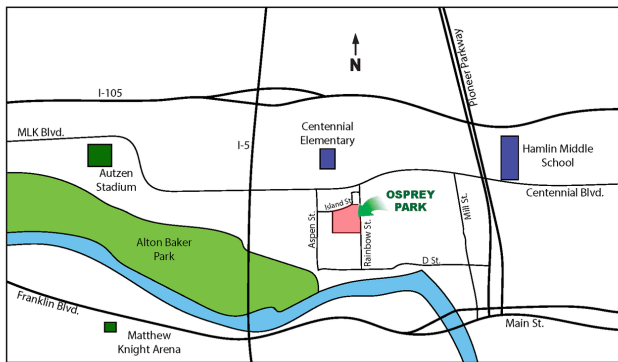 N
I-105
Pioneer Parkway
MLK Blvd.
I-5
Centennial
Elementary
Hamlin Middle
School
Autzen
Stadium
Centennial Blvd.
Island St.
OSPREY
PARK
Mill St.
Aspen St.
Rainbow St.
Alton Baker
Park
D St.
Franklin Blvd.
Main St.
Matthew
Knight Arena